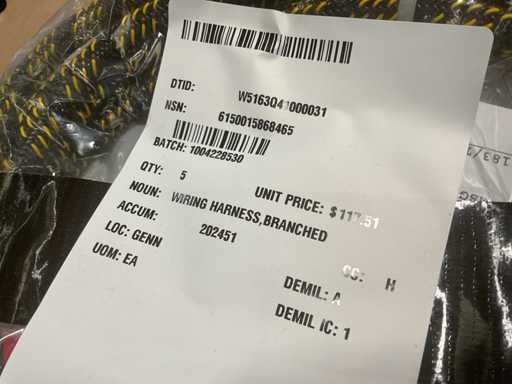 DTID: W5163Q41000031
NSN: 6150015868465
BATCH: 1004228530
QTY: 5 UNIT PRICE: $117.51
NOUN: WIRING HARNESS,BRANCHED
ACCUM: 202451
LOC: GENN CC: H
UOM: EA DEMIL: A
DEMIL IC: 1